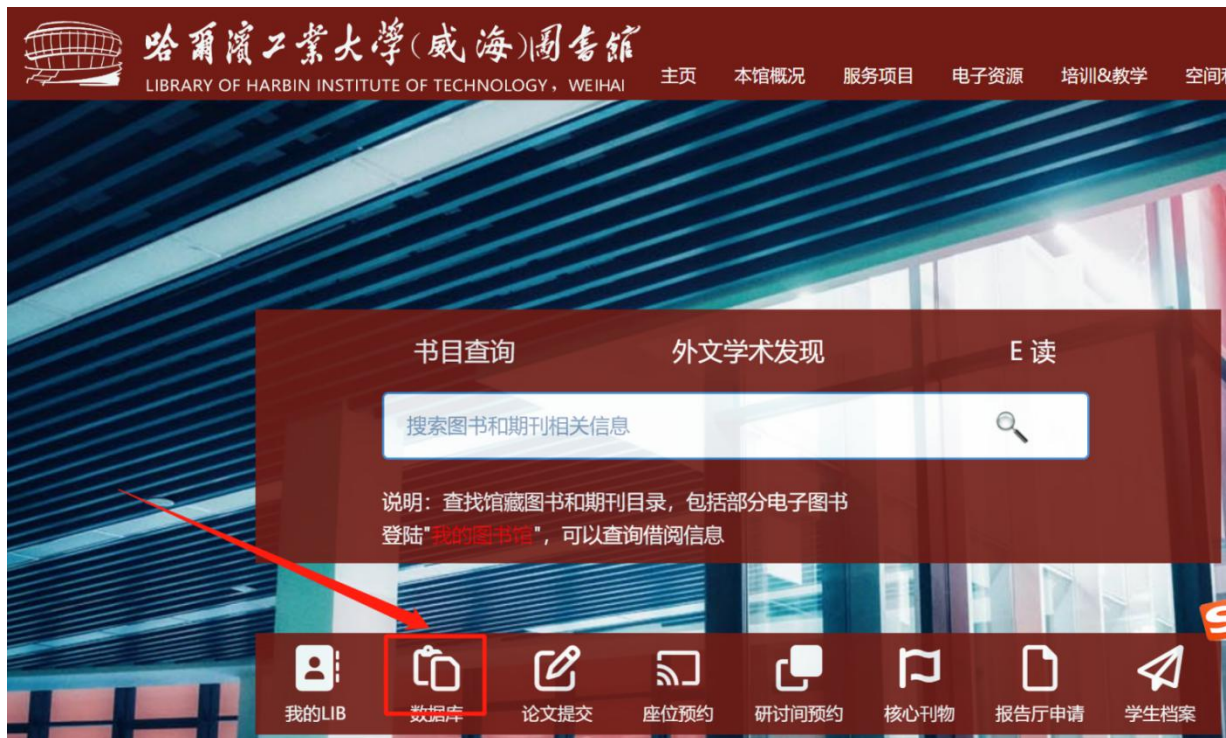 哈爾濱工業大學(威海)圖書館
LIBRARY OF HARBIN INSTITUTE OF TECHNOLOGY，WEIHAI
主页 本馆概况 服务项目 电子资源 培训&教学 空间
书目查询 外文学术发现 E 读
搜索图书和期刊相关信息
说明：查找馆藏图书和期刊目录，包括部分电子图书
登陆"我的图书馆"，可以查询借阅信息
我的LIB 数据库 论文提交 座位预约 研讨间预约 核心刊物 报告厅申请 学生档案